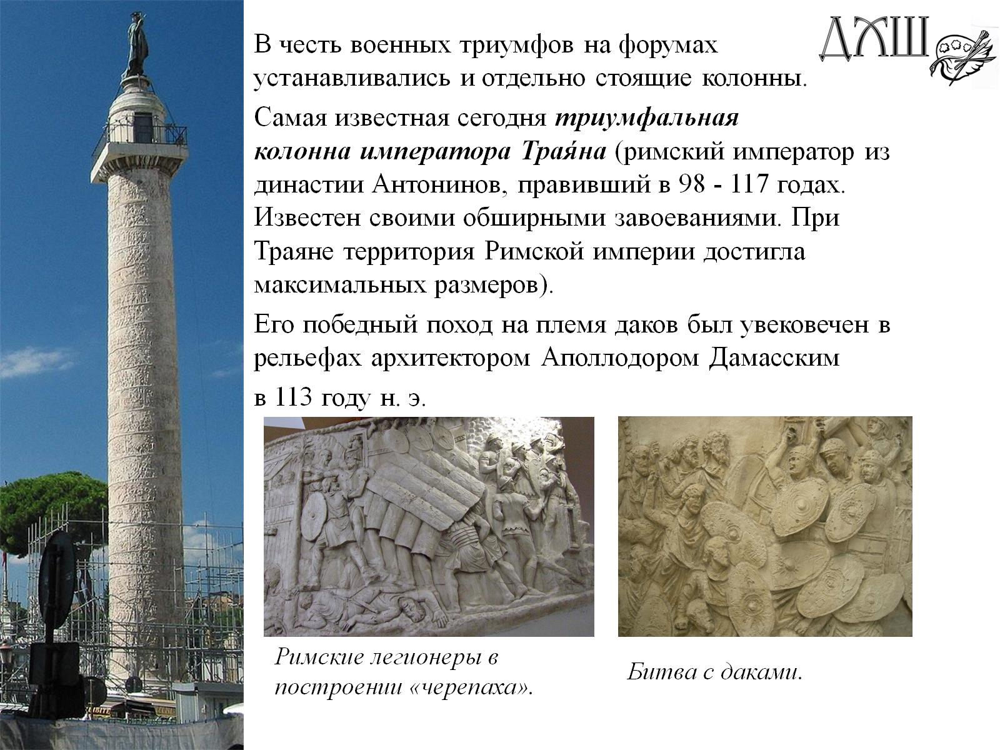 ДХШ
В честь военных триумфов на форумах
устанавливались и отдельно стоящие колонны.
Самая известная сегодня триумфальная
колонна императора Трая́на (римский император из
династии Антонинов, правивший в 98 - 117 годах.
Известен своими обширными завоеваниями. При
Траяне территория Римской империи достигла
максимальных размеров).
Его победный поход на племя даков был увековечен в
рельефах архитектором Аполлодором Дамасским
в 113 году н. э.
Римские легионеры в
построении «черепаха».
Битва с даками.